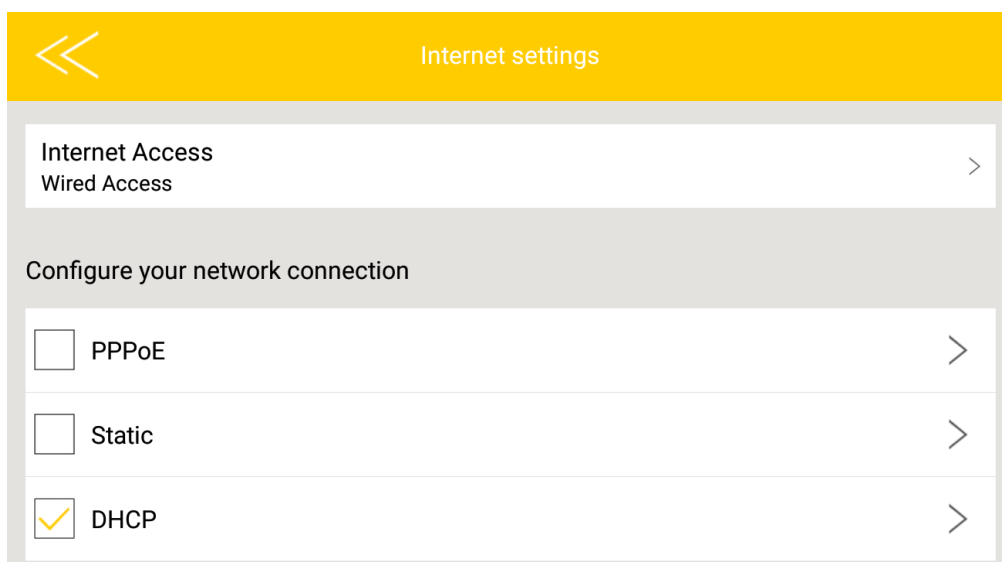 Internet settings
Internet Access
Wired Access
Configure your network connection
PPPoE
Static
DHCP